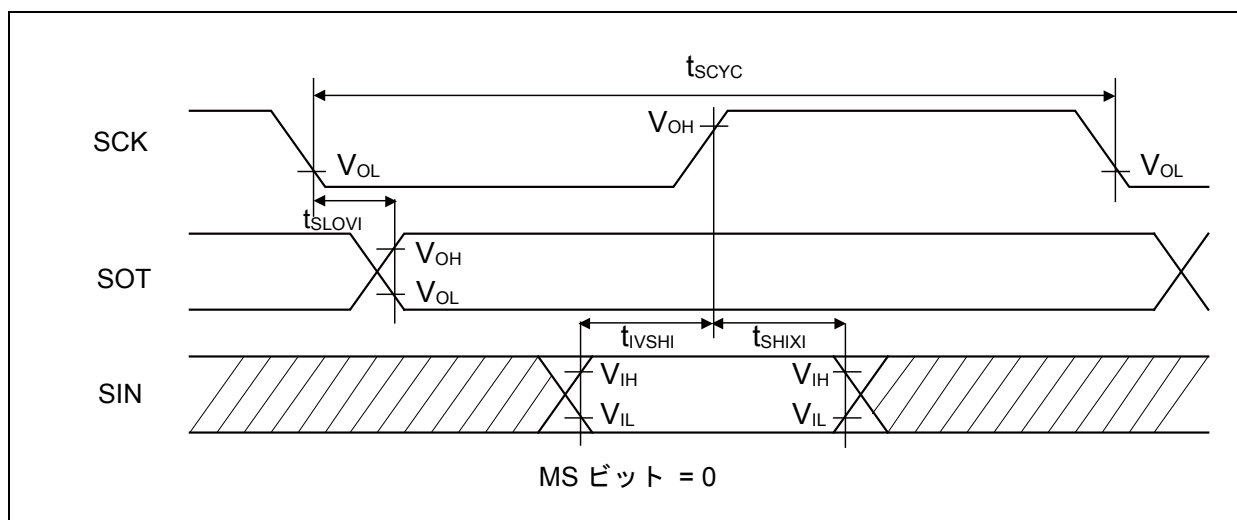 tSCYC
SCK
VOH
VOL
VOL
tSLOVI
SOT
VOH
VOL
tIVSHI
tSHIXI
SIN
VIH
VIH
VIL
VIL
MS ビット = 0